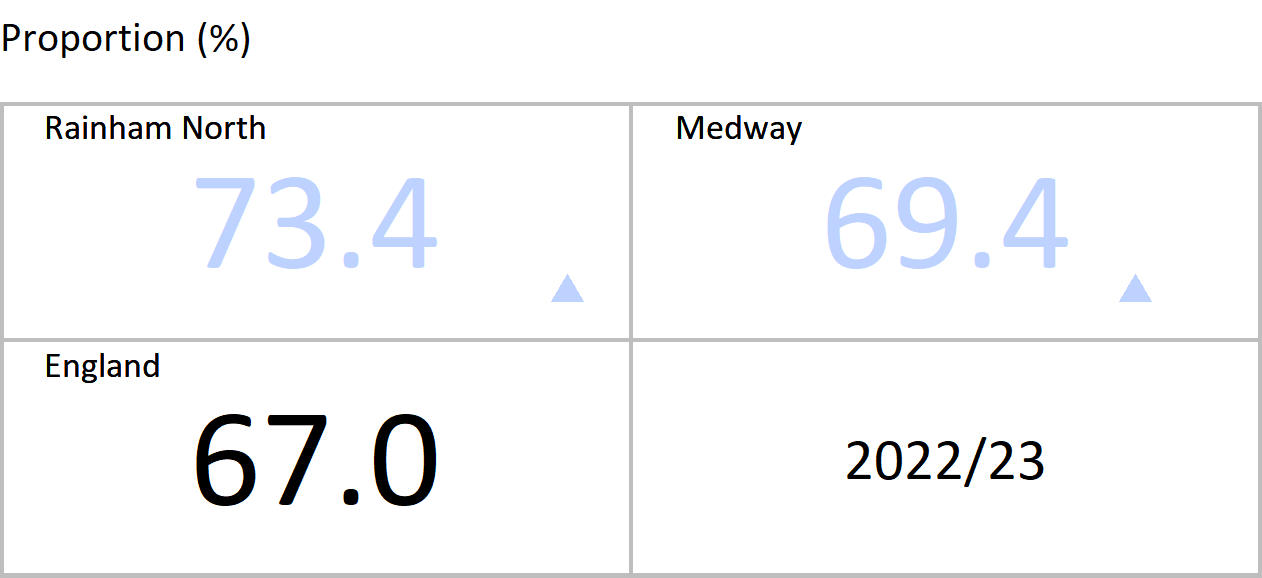 Proportion (%)
Rainham North
73.4
Medway
69.4
England
67.0
2022/23